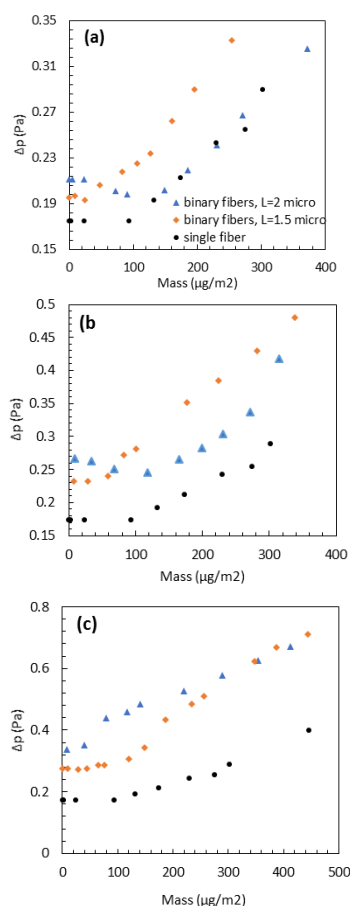 (a)
0.35
0.31
0.27
0.23
0.19
0.15
Δp (Pa)
binary fibers, L=2 micro
binary fibers, L=1.5 micro
single fiber
0 100 200 300 400
Mass (µg/m2)
(b)
0.5
0.45
0.4
0.35
0.3
0.25
0.2
0.15
Δp (Pa)
0 100 200 300 400
Mass (µg/m2)
(c)
0.8
0.6
0.4
0.2
0
Δp (Pa)
0 100 200 300 400 500
Mass (µg/m2)